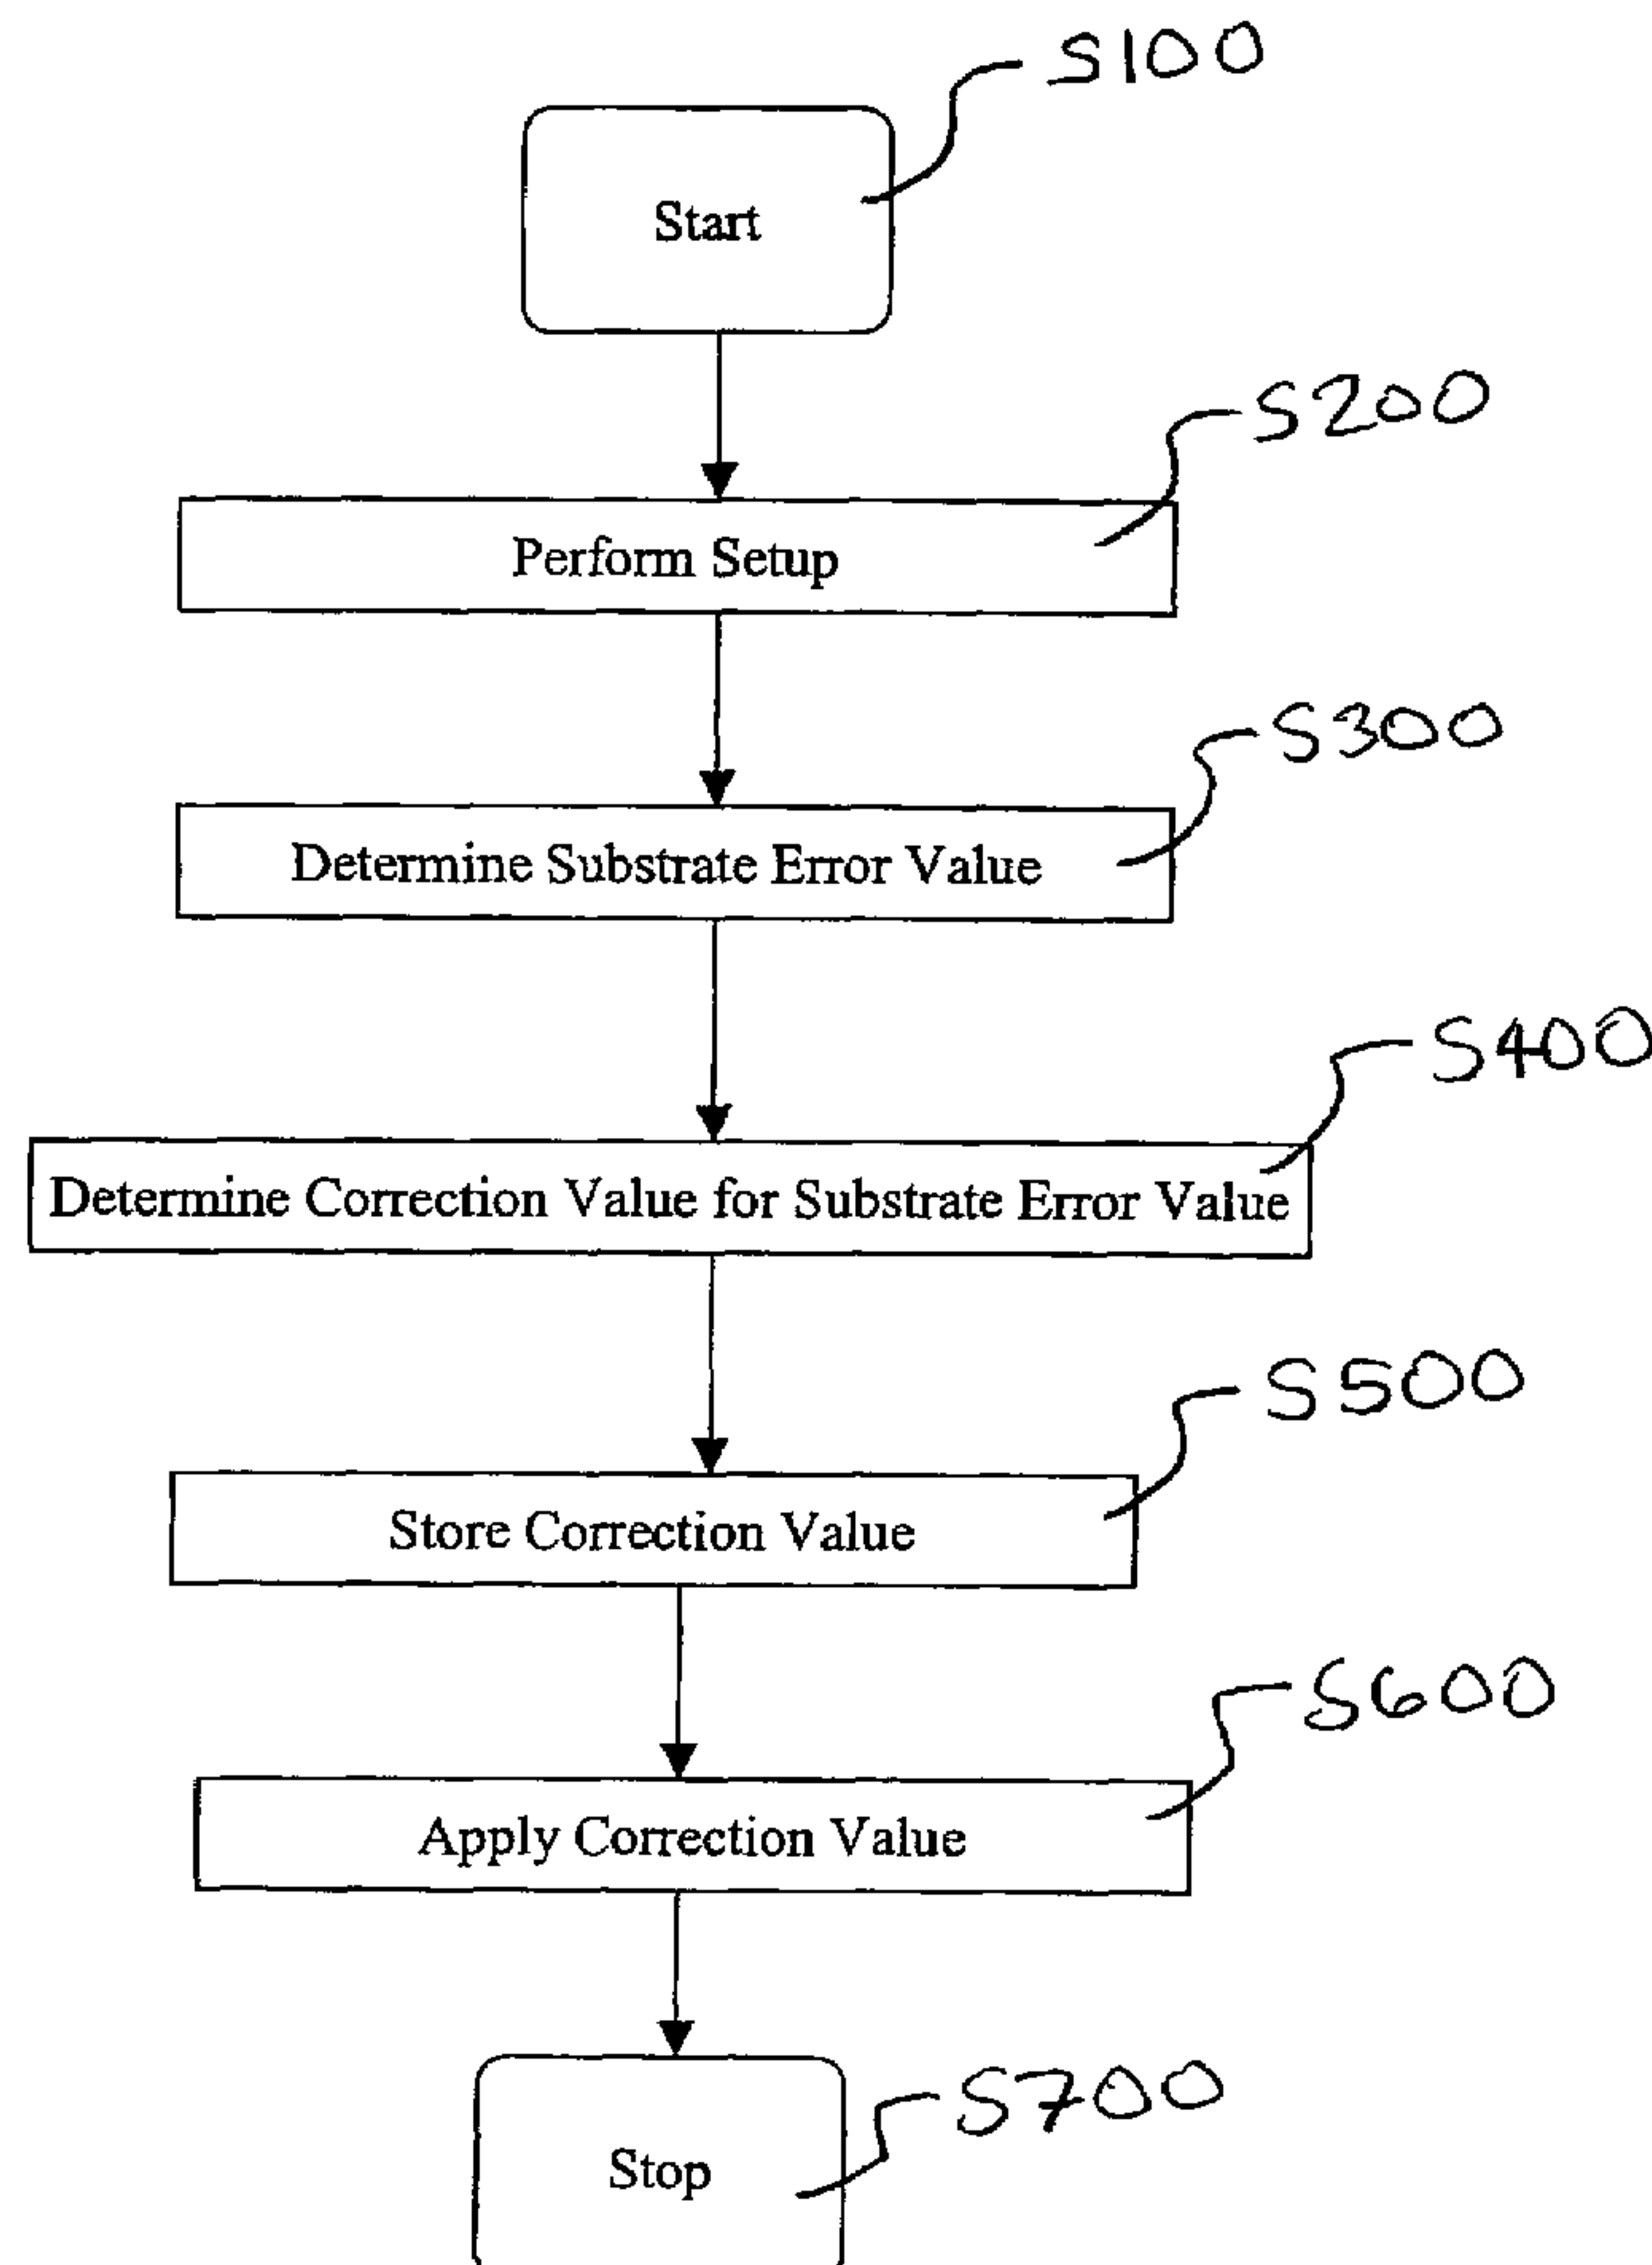 S100
Start
S200
Perform Setup
S300
Determine Substrate Error Value
S400
Determine Correction Value for Substrate Error Value
S500
Store Correction Value
S600
Apply Correction Value
S700
Stop